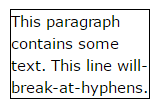 This paragraph
contains some
text. This line will-
break-at-hyphens.